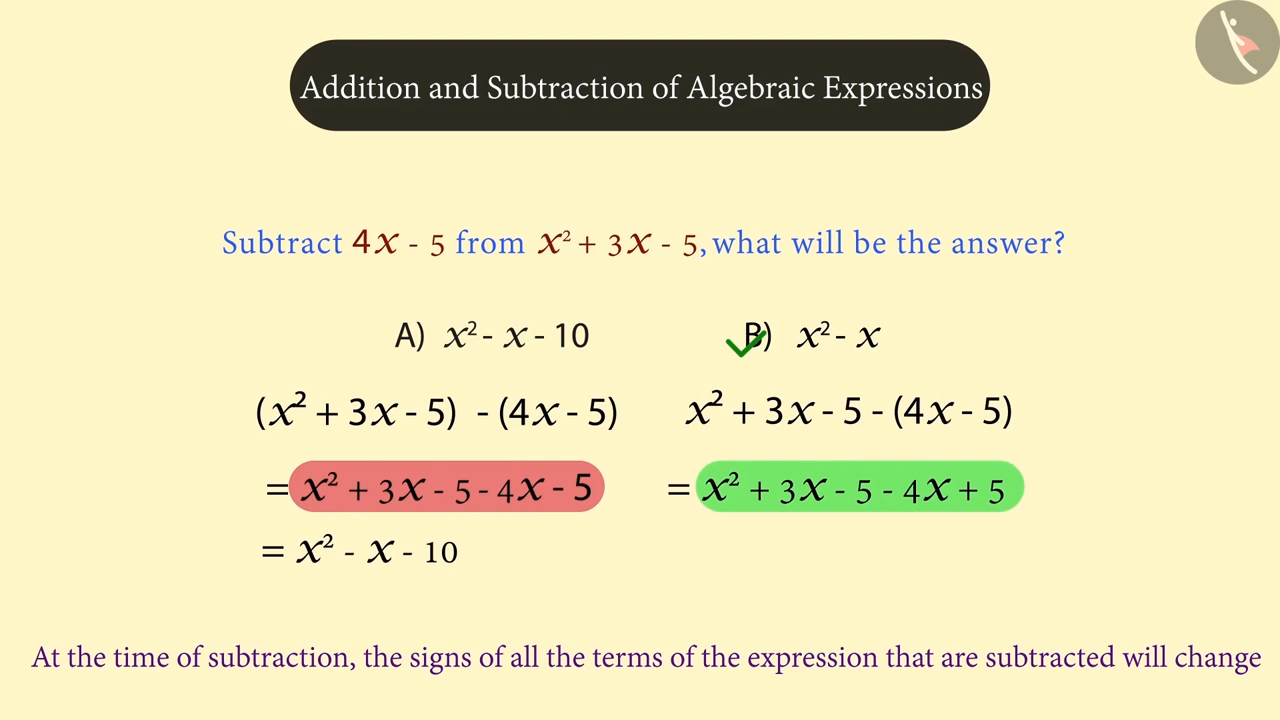 Addition and Subtraction of Algebraic Expressions
Subtract 4x - 5 from x² + 3x - 5, what will be the answer?
A) x² - x - 10 B) x² - x
(x² + 3x - 5) - (4x - 5) x² + 3x - 5 - (4x - 5)
= x² + 3x - 5 - 4x - 5 = x² + 3x - 5 - 4x + 5
= x² - x - 10
At the time of subtraction, the signs of all the terms of the expression that are subtracted will change